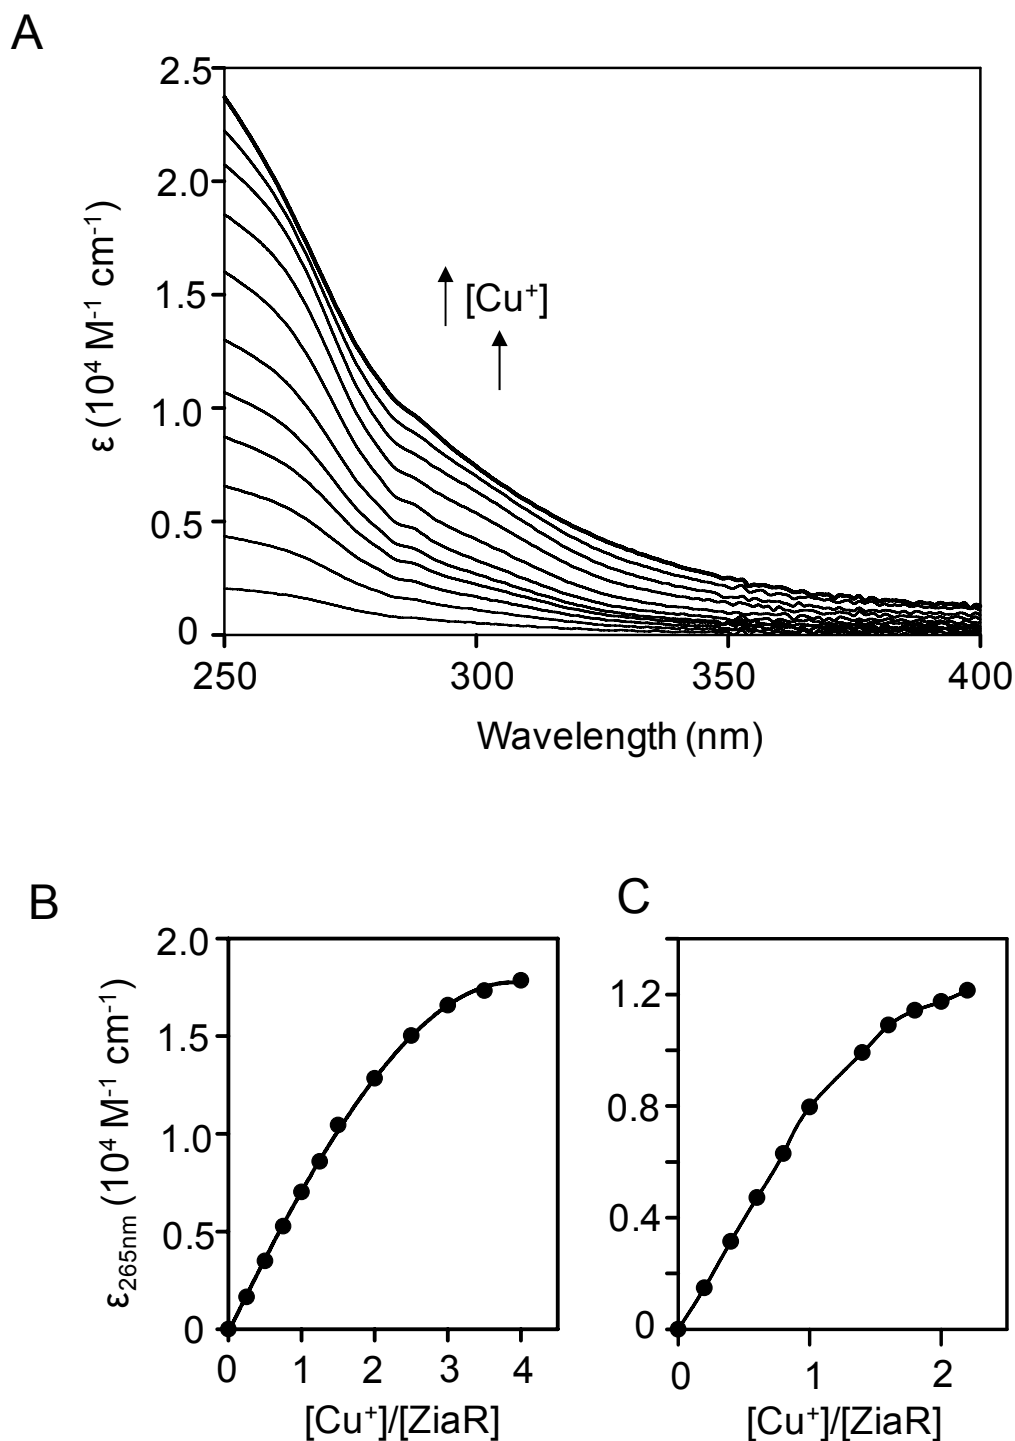 A
2.5
2.0
1.5
1.0
0.5
0
ε (10⁴ M⁻¹ cm⁻¹)
[Cu⁺]
250 300 350 400
Wavelength (nm)
B
2.0
1.5
1.0
0.5
0
ε₂₆₅nm (10⁴ M⁻¹ cm⁻¹)
0 1 2 3 4
[Cu⁺]/[ZiaR]
C
1.2
0.8
0.4
0
0 1 2
[Cu⁺]/[ZiaR]